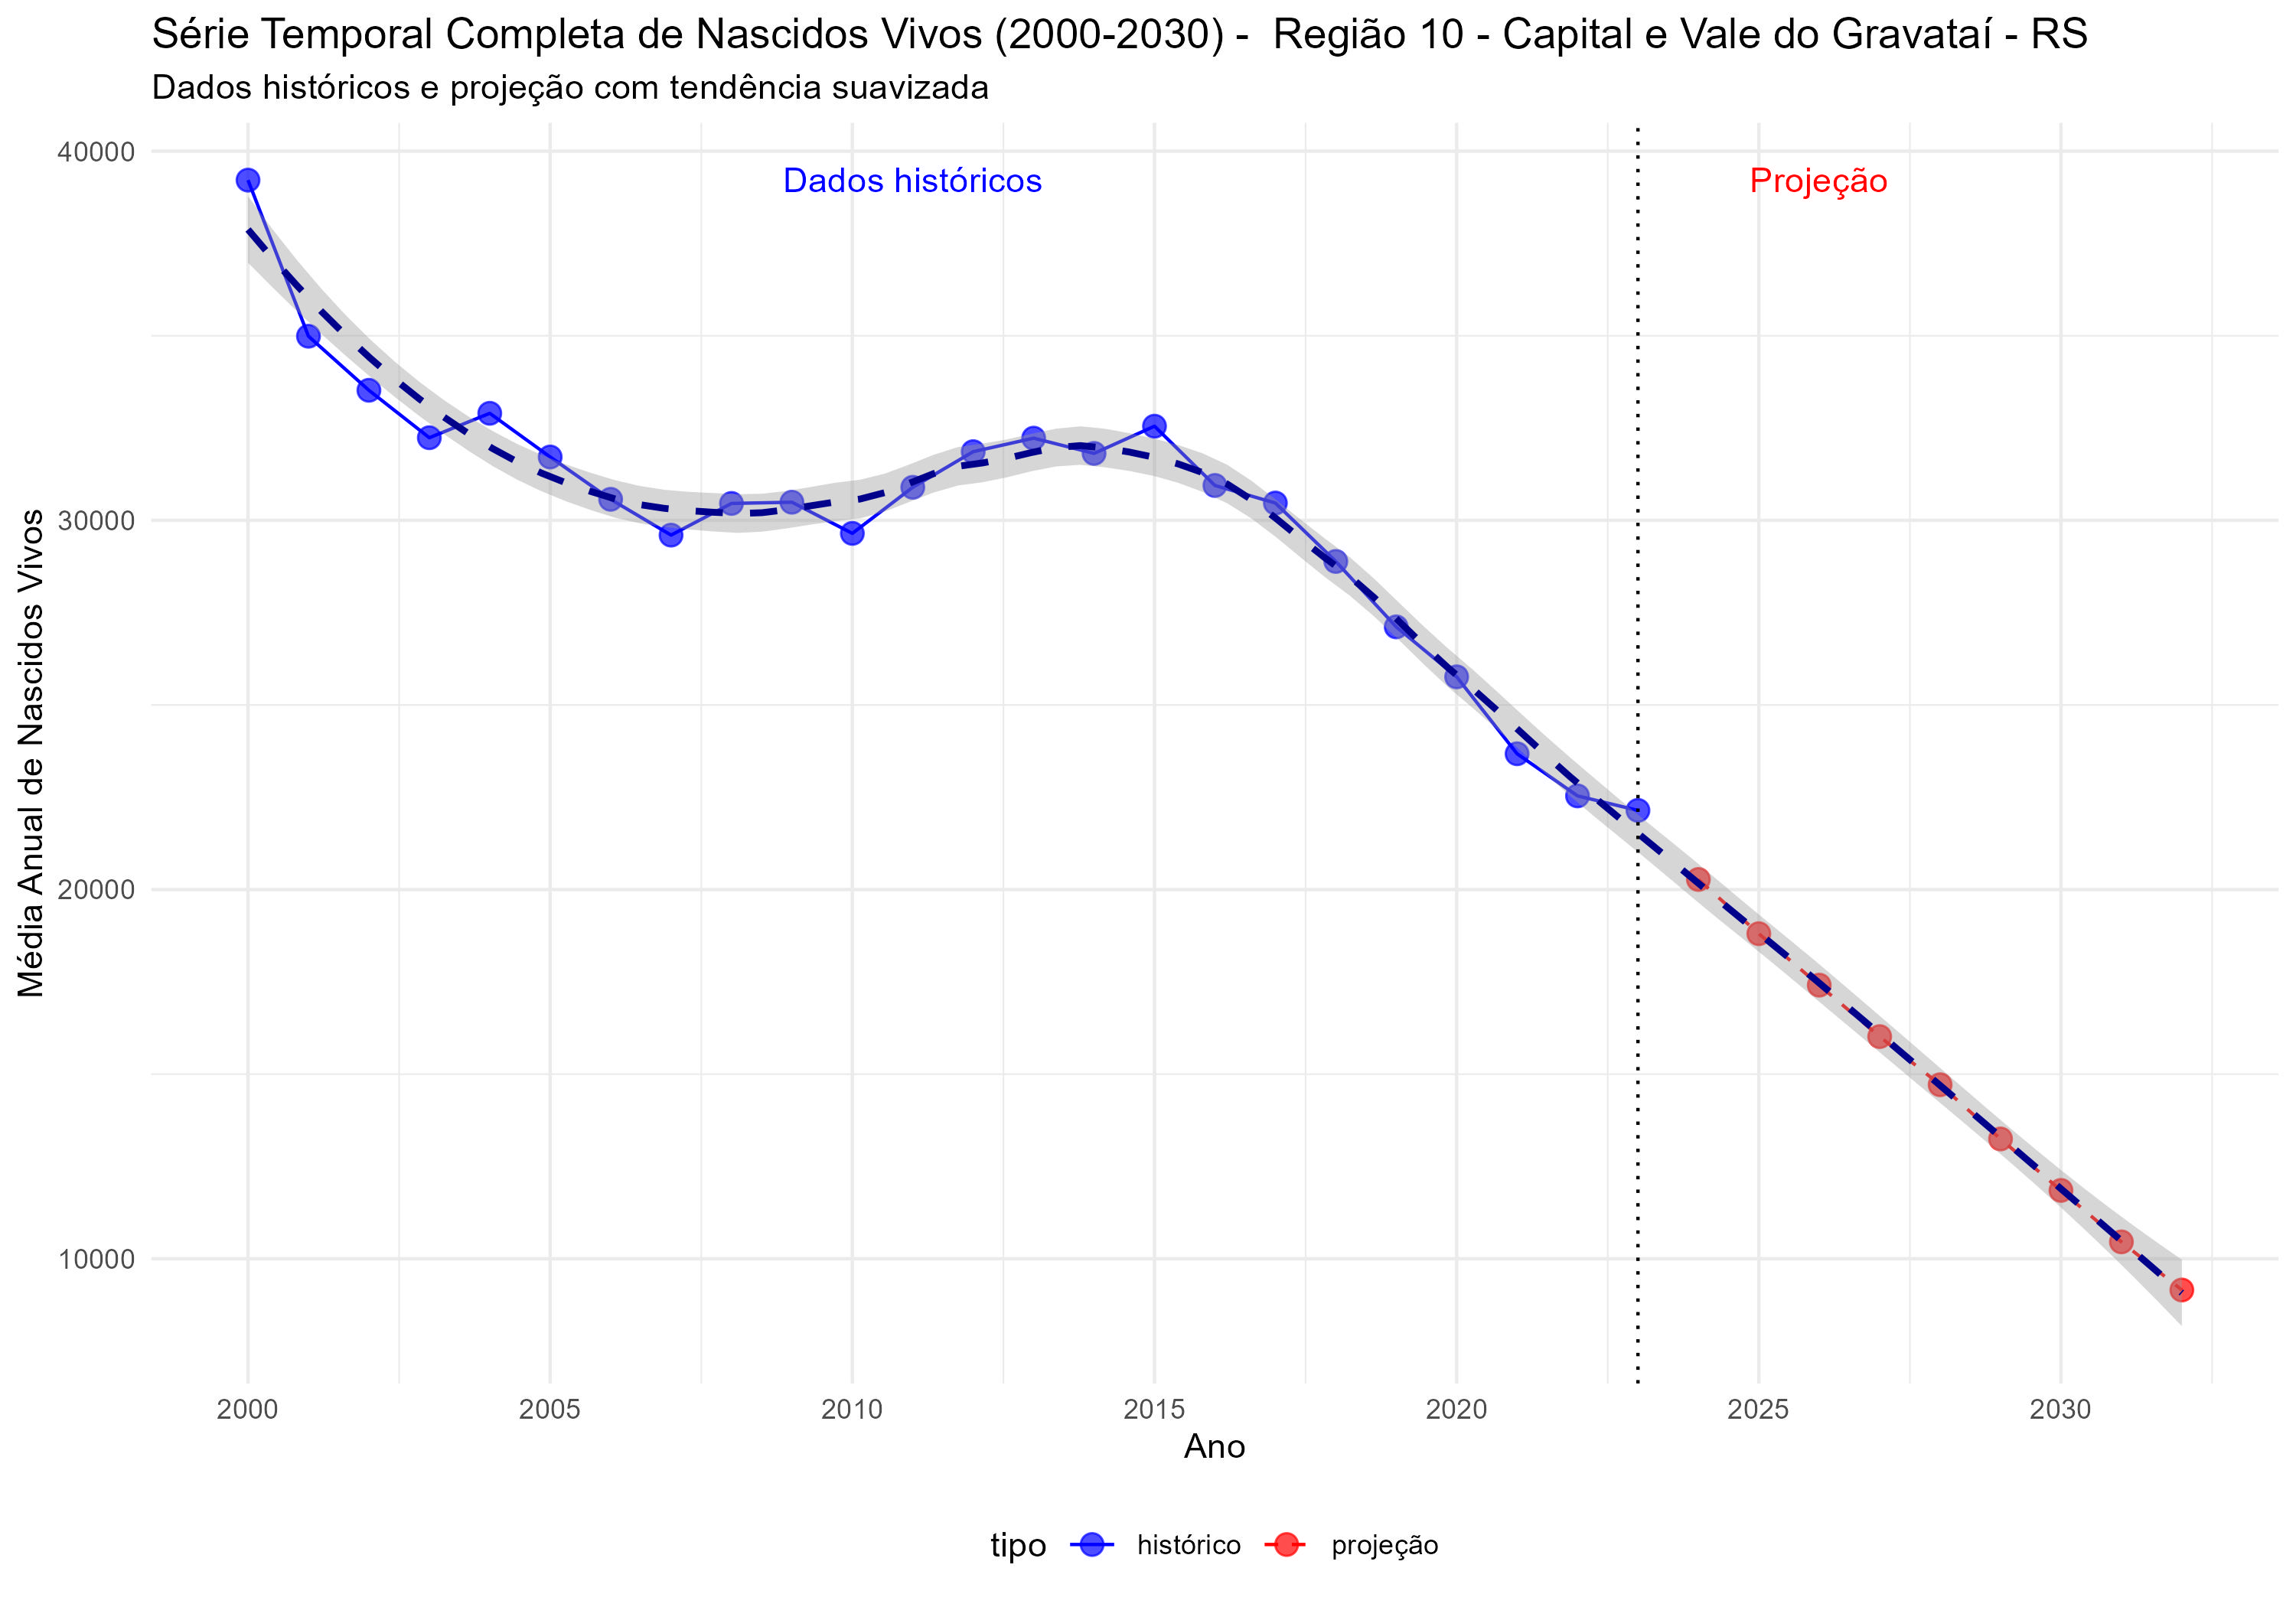 Série Temporal Completa de Nascidos Vivos (2000-2030) -  Região 10 - Capital e Vale do Gravataí - RS
Dados históricos e projeção com tendência suavizada
Média Anual de Nascidos Vivos
40000
30000
20000
10000
Dados históricos
Projeção
2000
2005
2010
2015
2020
2025
2030
Ano
tipo
histórico
projeção